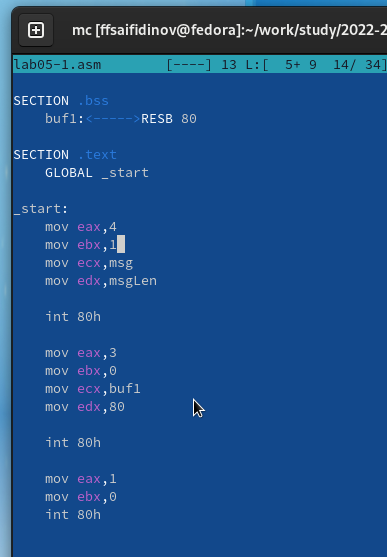 mc [ffsaifidinov@fedora]:~/work/study/2022-2
lab05-1.asm [----] 13 L:[ 5+ 9 14/ 34]
SECTION .bss
buf1:<----->RESB 80
SECTION .text
GLOBAL _start
_start:
mov eax,4
mov ebx,1
mov ecx,msg
mov edx,msgLen
int 80h
mov eax,3
mov ebx,0
mov ecx,buf1
mov edx,80
int 80h
mov eax,1
mov ebx,0
int 80h